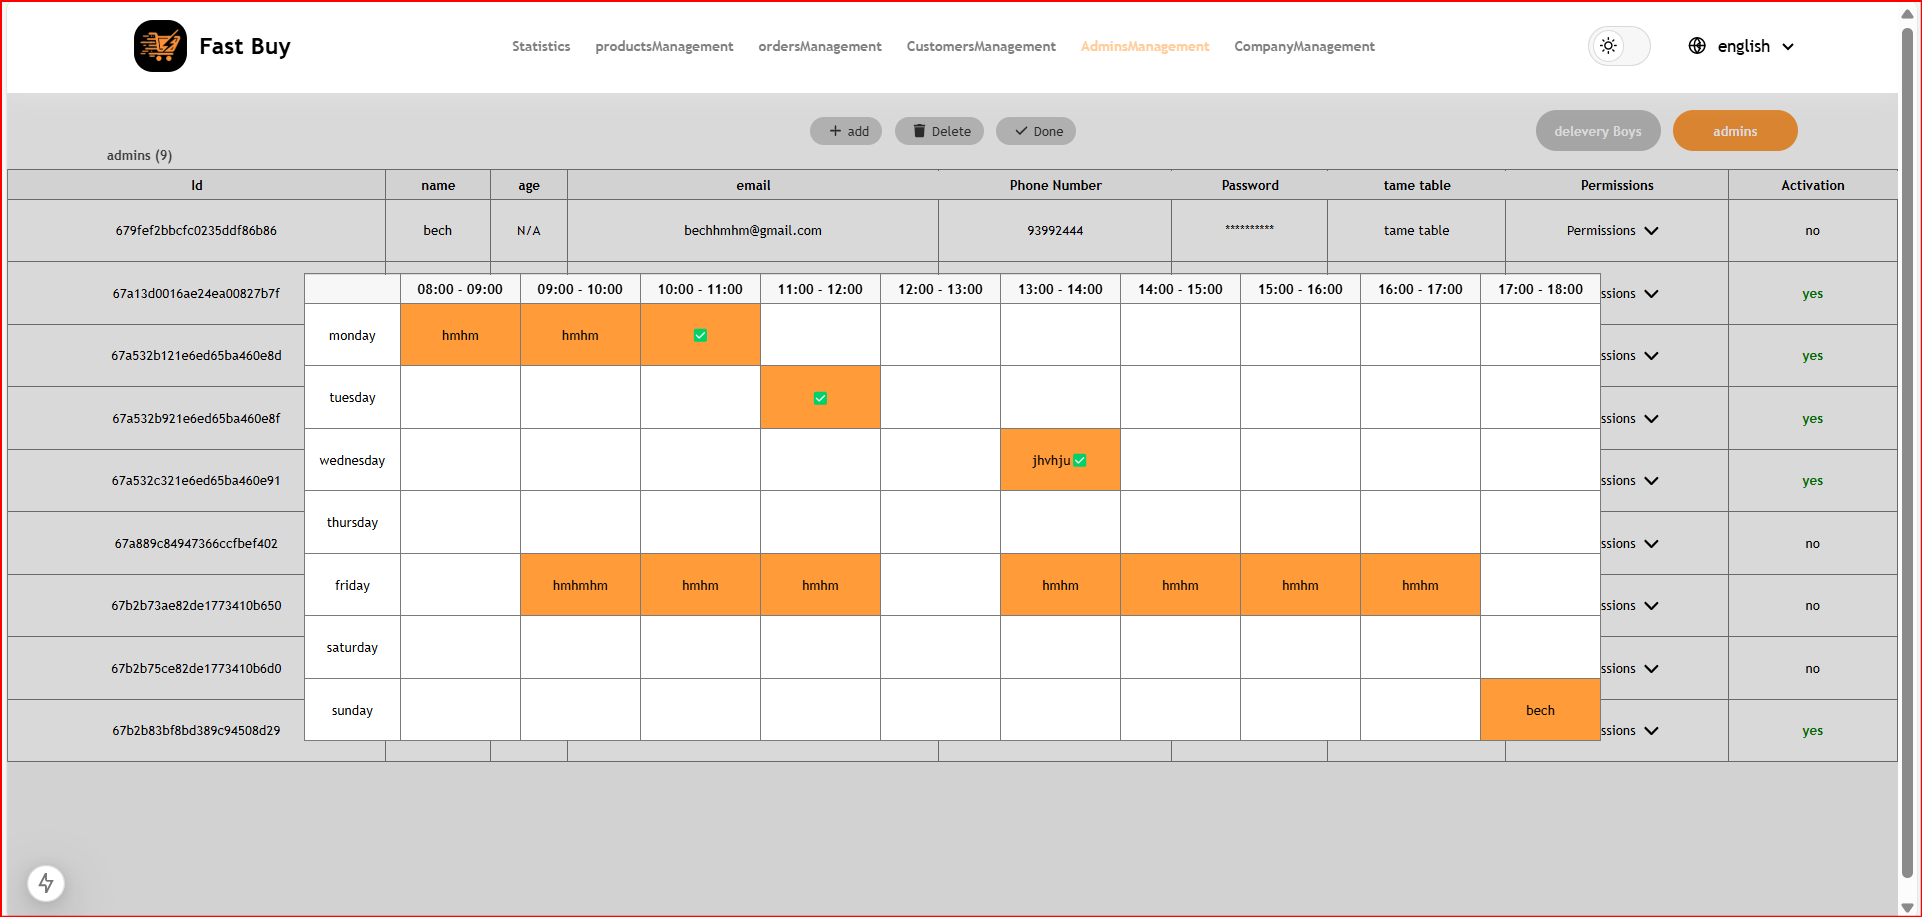 Fast Buy
Statistics productsManagement ordersManagement CustomersManagement AdminsManagement CompanyManagement
english
add Delete Done
delevery Boys admins
admins (9)
Id name age email Phone Number Password tame table Permissions Activation
679fef2bbcfc0235ddf86b86 bech N/A bechhmhm@gmail.com 93992444 ********** tame table Permissions no
08:00 - 09:00 09:00 - 10:00 10:00 - 11:00 11:00 - 12:00 12:00 - 13:00 13:00 - 14:00 14:00 - 15:00 15:00 - 16:00 16:00 - 17:00 17:00 - 18:00
67a13d0016ae24ea00827b7f ssions yes
monday hmhm hmhm ✅
67a532b121e6ed65ba460e8d ssions yes
tuesday ✅
67a532b921e6ed65ba460e8f ssions yes
wednesday jhvhju✅
67a532c321e6ed65ba460e91 ssions yes
thursday
67a889c84947366ccfbef402 ssions no
friday hmhmhm hmhm hmhm hmhm hmhm hmhm hmhm
67b2b73ae82de1773410b650 ssions no
saturday
67b2b75ce82de1773410b6d0 ssions no
sunday bech
67b2b83bf8bd389c94508d29 ssions yes